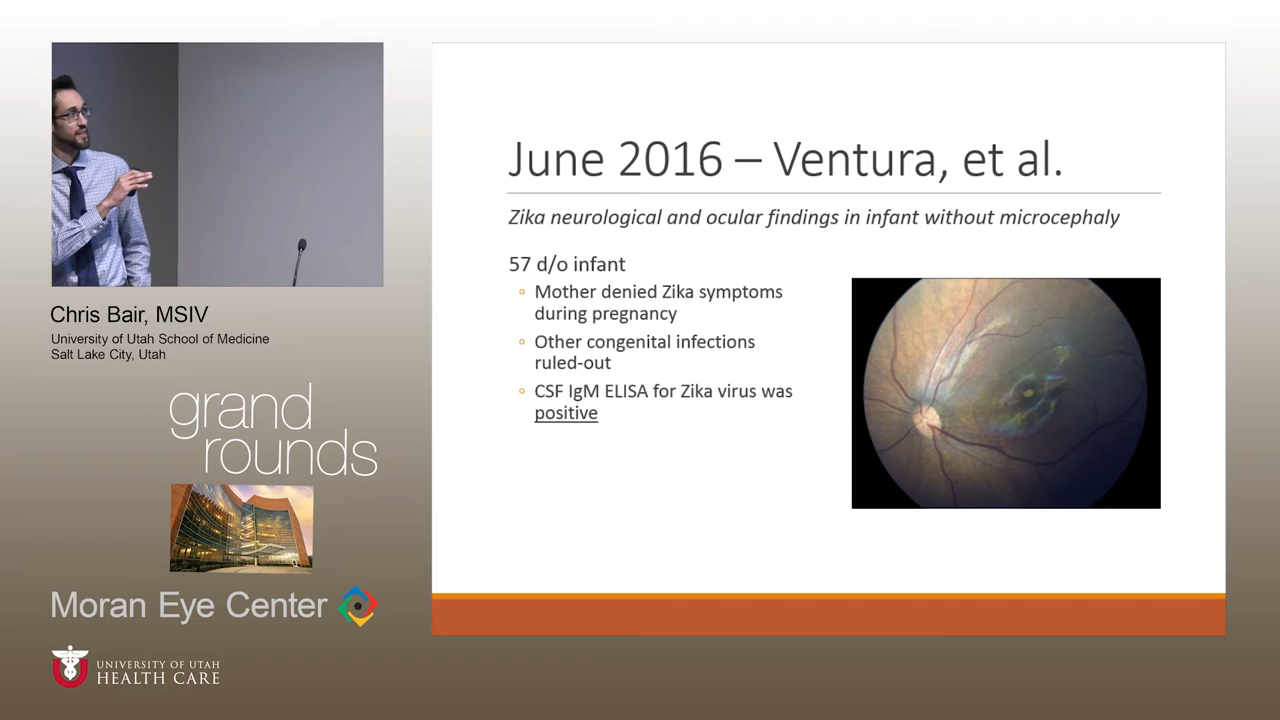 June 2016 – Ventura, et al.
Zika neurological and ocular findings in infant without microcephaly
57 d/o infant
◦ Mother denied Zika symptoms
during pregnancy
◦ Other congenital infections
ruled-out
◦ CSF IgM ELISA for Zika virus was
positive
Chris Bair, MSIV
University of Utah School of Medicine
Salt Lake City, Utah
grand
rounds
Moran Eye Center
UNIVERSITY OF UTAH
HEALTH CARE